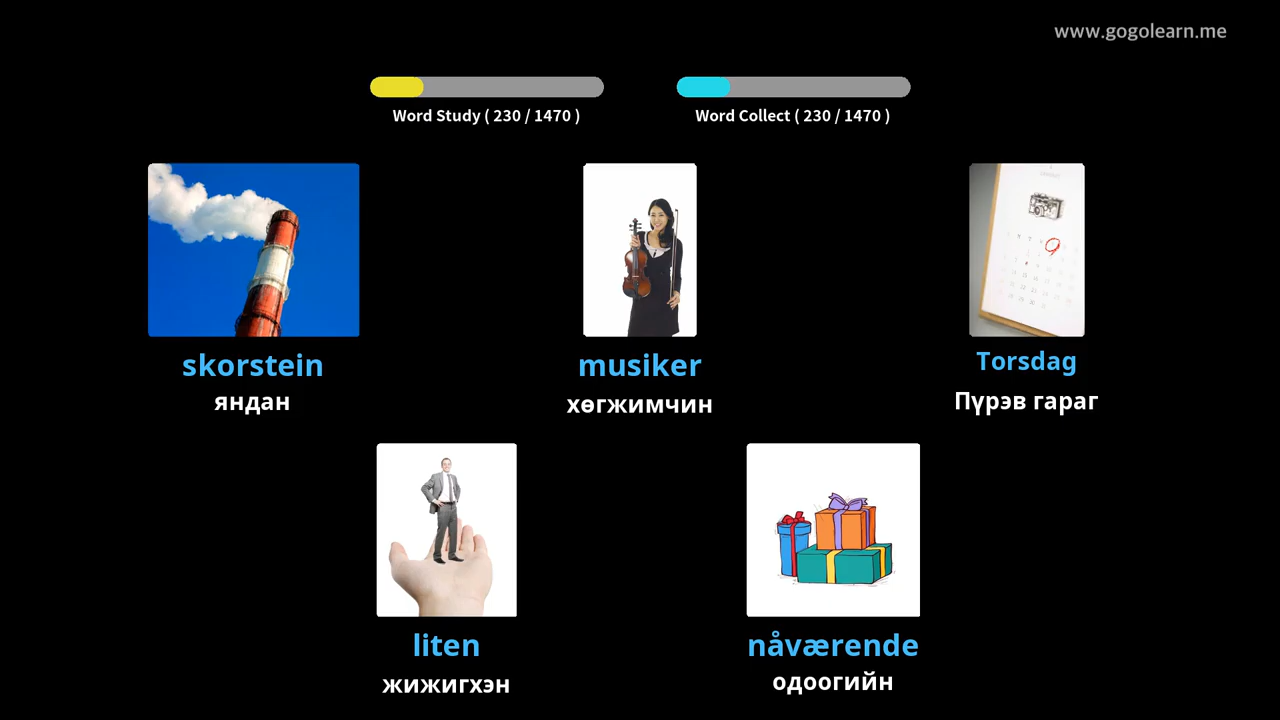 www.gogolearn.me
Word Study ( 230 / 1470 )
Word Collect ( 230 / 1470 )
skorstein
яндан
musiker
хөгжимчин
Torsdag
Пүрэв гараг
liten
жижигхэн
nåværende
одоогийн